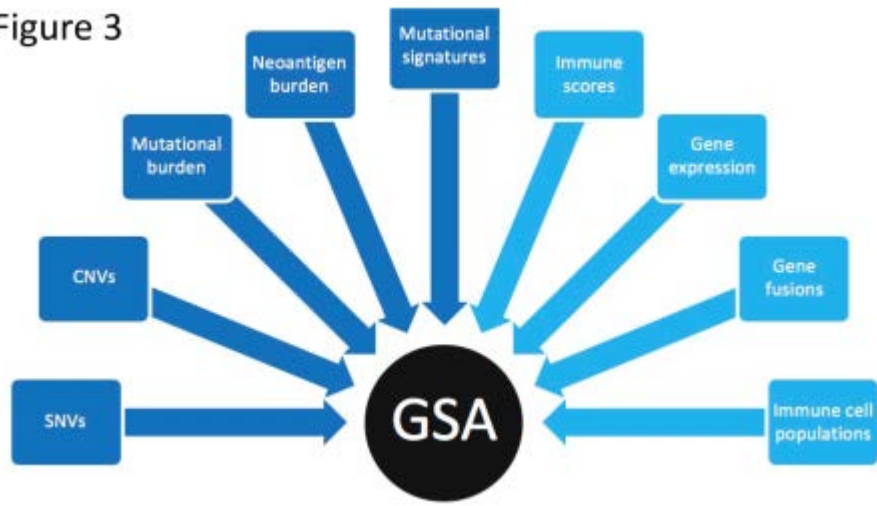 Figure 3
Mutational
signatures
Neoantigen
burden
Immune
scores
Mutational
burden
Gene
expression
CNVs
Gene
fusions
SNVs
GSA
Immune cell
populations